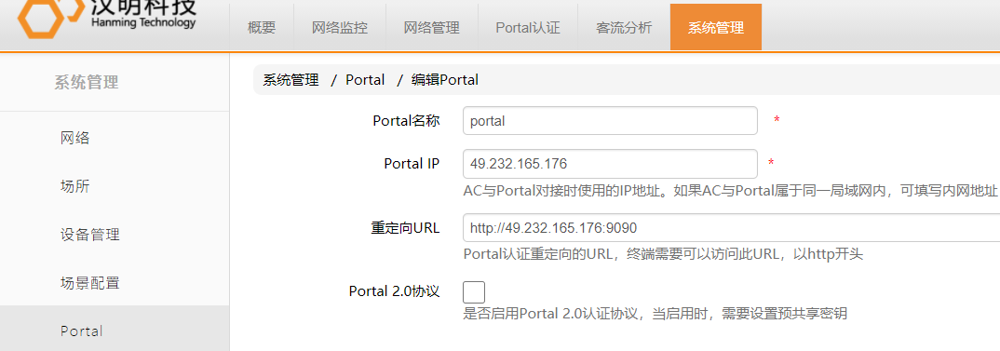 汉明科技
Hanming Technology
概要 网络监控 网络管理 Portal认证 客流分析 系统管理
系统管理
系统管理 / Portal / 编辑Portal
Portal名称 portal *
网络
Portal IP 49.232.165.176 *
场所
AC与Portal对接时使用的IP地址。如果AC与Portal属于同一局域网内，可填写内网地址
重定向URL http://49.232.165.176:9090
设备管理
Portal认证重定向的URL，终端需要可以访问此URL，以http开头
场景配置
Portal 2.0协议
是否启用Portal 2.0认证协议，当启用时，需要设置预共享密钥
Portal